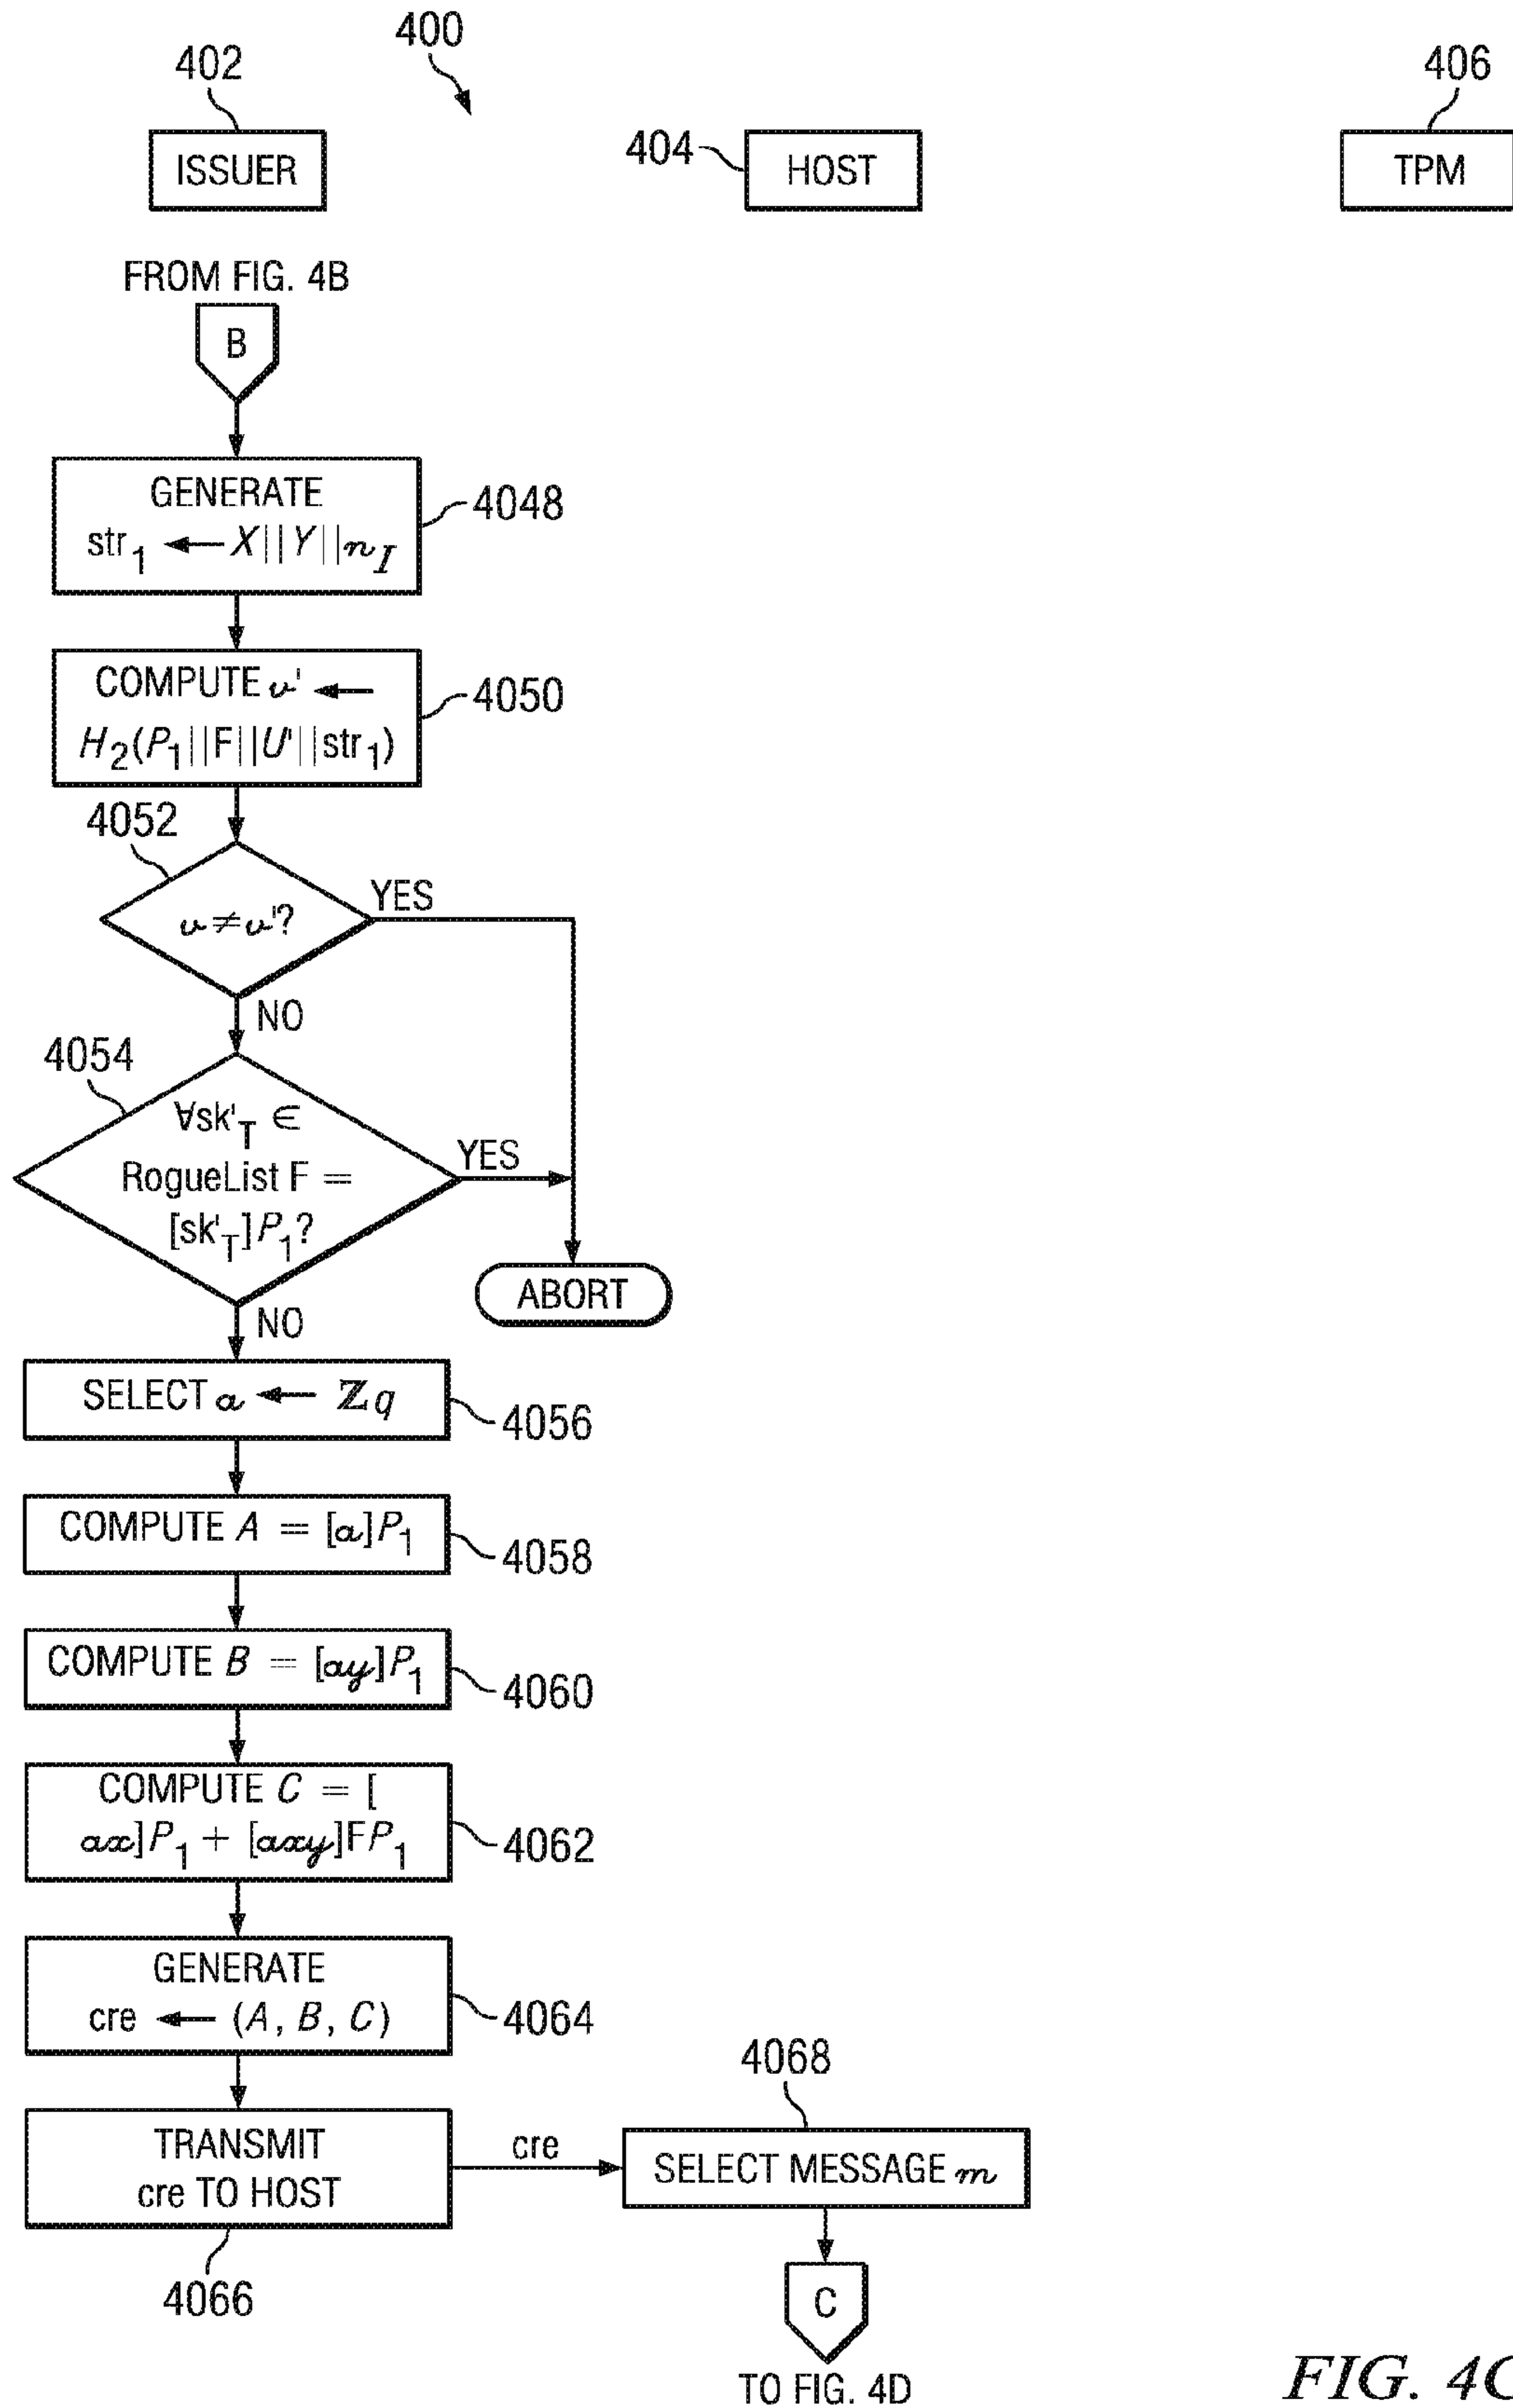 400
402
ISSUER
404
HOST
406
TPM
FROM FIG. 4B
B
GENERATE
str₁ ← X||Y||n_I
4048
COMPUTE v' ←
H₂(P₁||F||U'||str₁)
4050
4052
v≠v'?
YES
NO
4054
∀sk'_T ∈
RogueList F =
[sk'_T]P₁?
YES
NO
ABORT
SELECT a ← ℤq
4056
COMPUTE A = [a]P₁
4058
COMPUTE B = [ay]P₁
4060
COMPUTE C = [
ax]P₁ + [axy]FP₁
4062
GENERATE
cre ← (A, B, C)
4064
TRANSMIT
cre TO HOST
4066
cre
4068
SELECT MESSAGE m
C
TO FIG. 4D
FIG. 4C